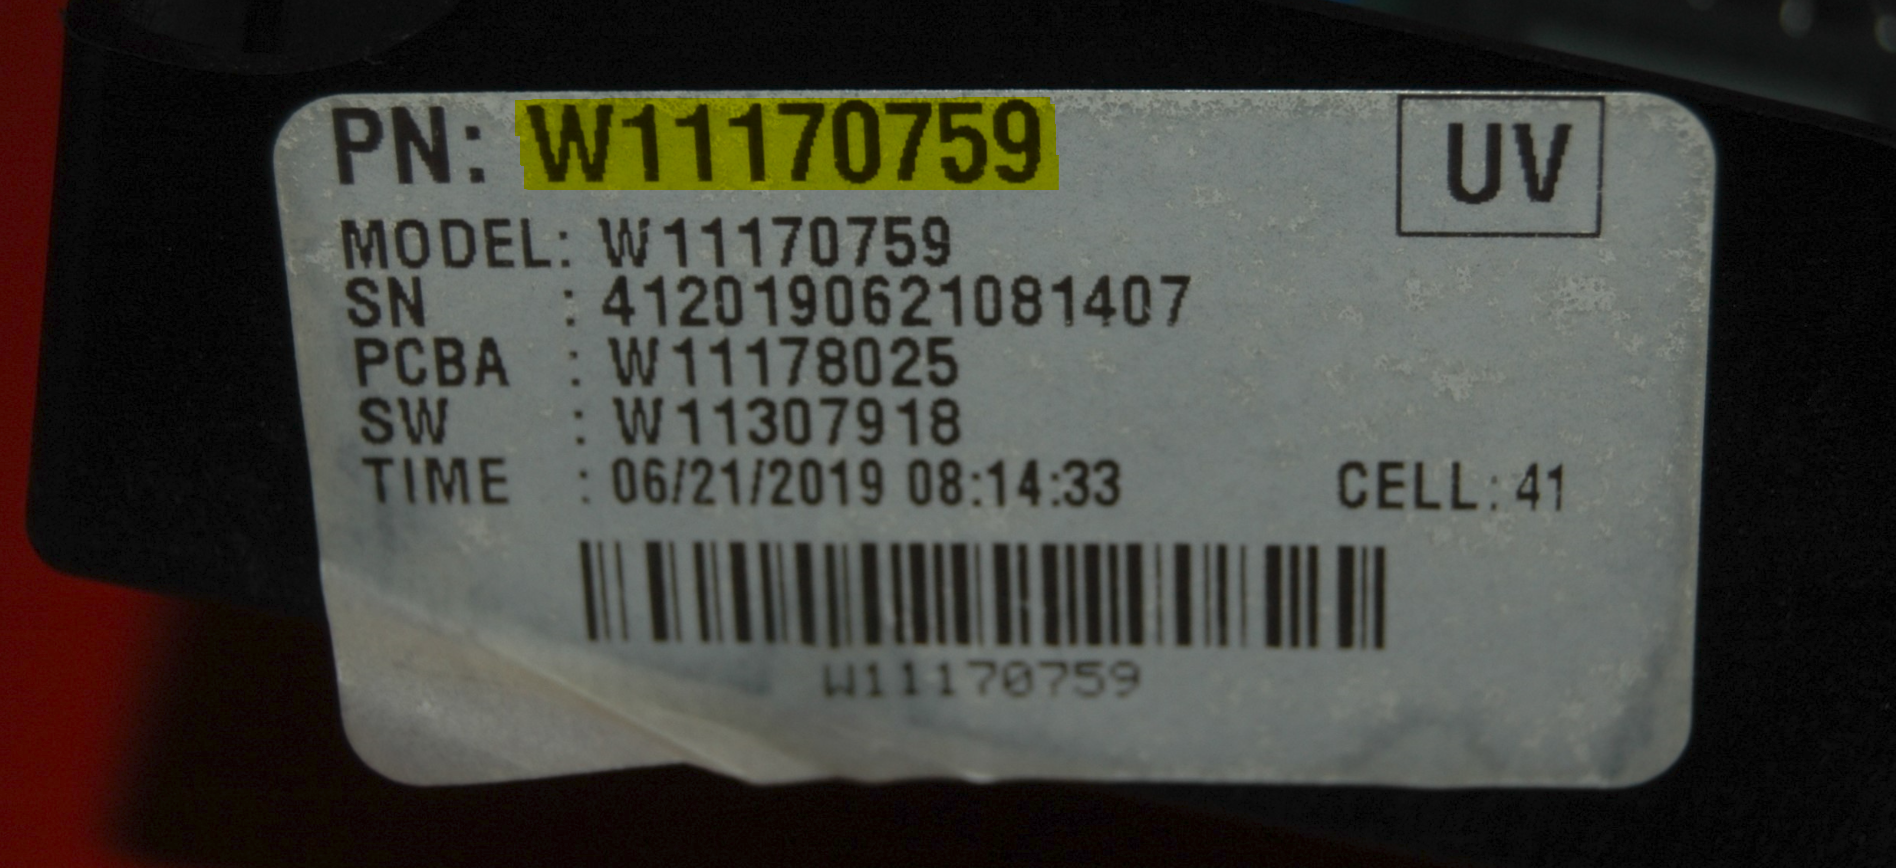 PN: W11170759
UV
MODEL: W11170759
SN : 4120190621081407
PCBA : W11178025
SW : W11307918
TIME : 06/21/2019 08:14:33 CELL: 41
W11170759